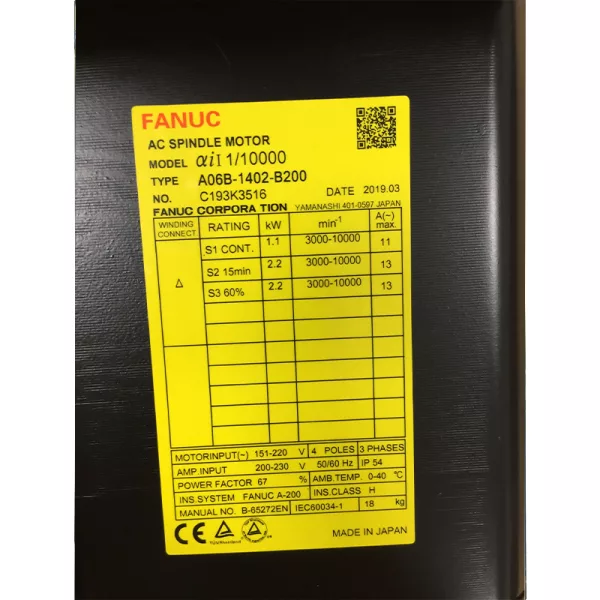 FANUC
AC SPINDLE MOTOR
MODEL αiI 1/10000
TYPE A06B-1402-B200
NO. C193K3516 DATE 2019.03
FANUC CORPORATION YAMANASHI 401-0597 JAPAN
WINDING CONNECT. RATING kW min-1 A(~) max.
△ S1 CONT. 1.1 3000-10000 11
S2 15min 2.2 3000-10000 13
S3 60% 2.2 3000-10000 13
MOTORINPUT(~) 151-220 V 4 POLES 3 PHASES
AMP.INPUT 200-230 V 50/60 Hz IP 54
POWER FACTOR 67 % AMB.TEMP. 0-40 ℃
INS.SYSTEM FANUC A-200 INS.CLASS H
MANUAL NO. B-65272EN IEC60034-1 18 kg
CE
MADE IN JAPAN